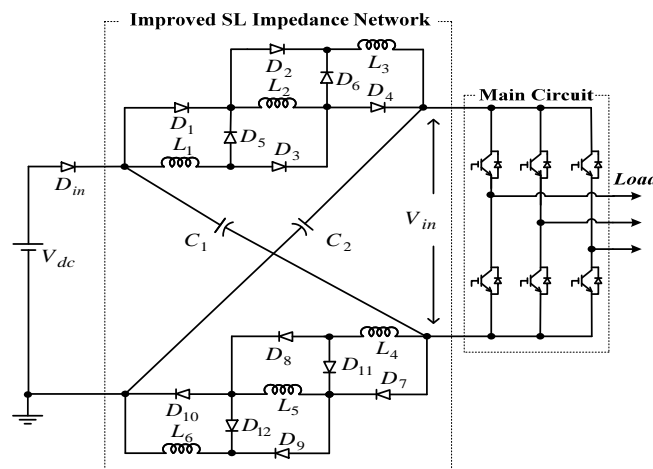 Improved SL Impedance Network
L3
D2
D6
L2
D4
Main Circuit
D1
D5
D3
L1
Din
Load
C1
C2
Vin
Vdc
D8
L4
D11
D7
D10
L5
D12
D9
L6